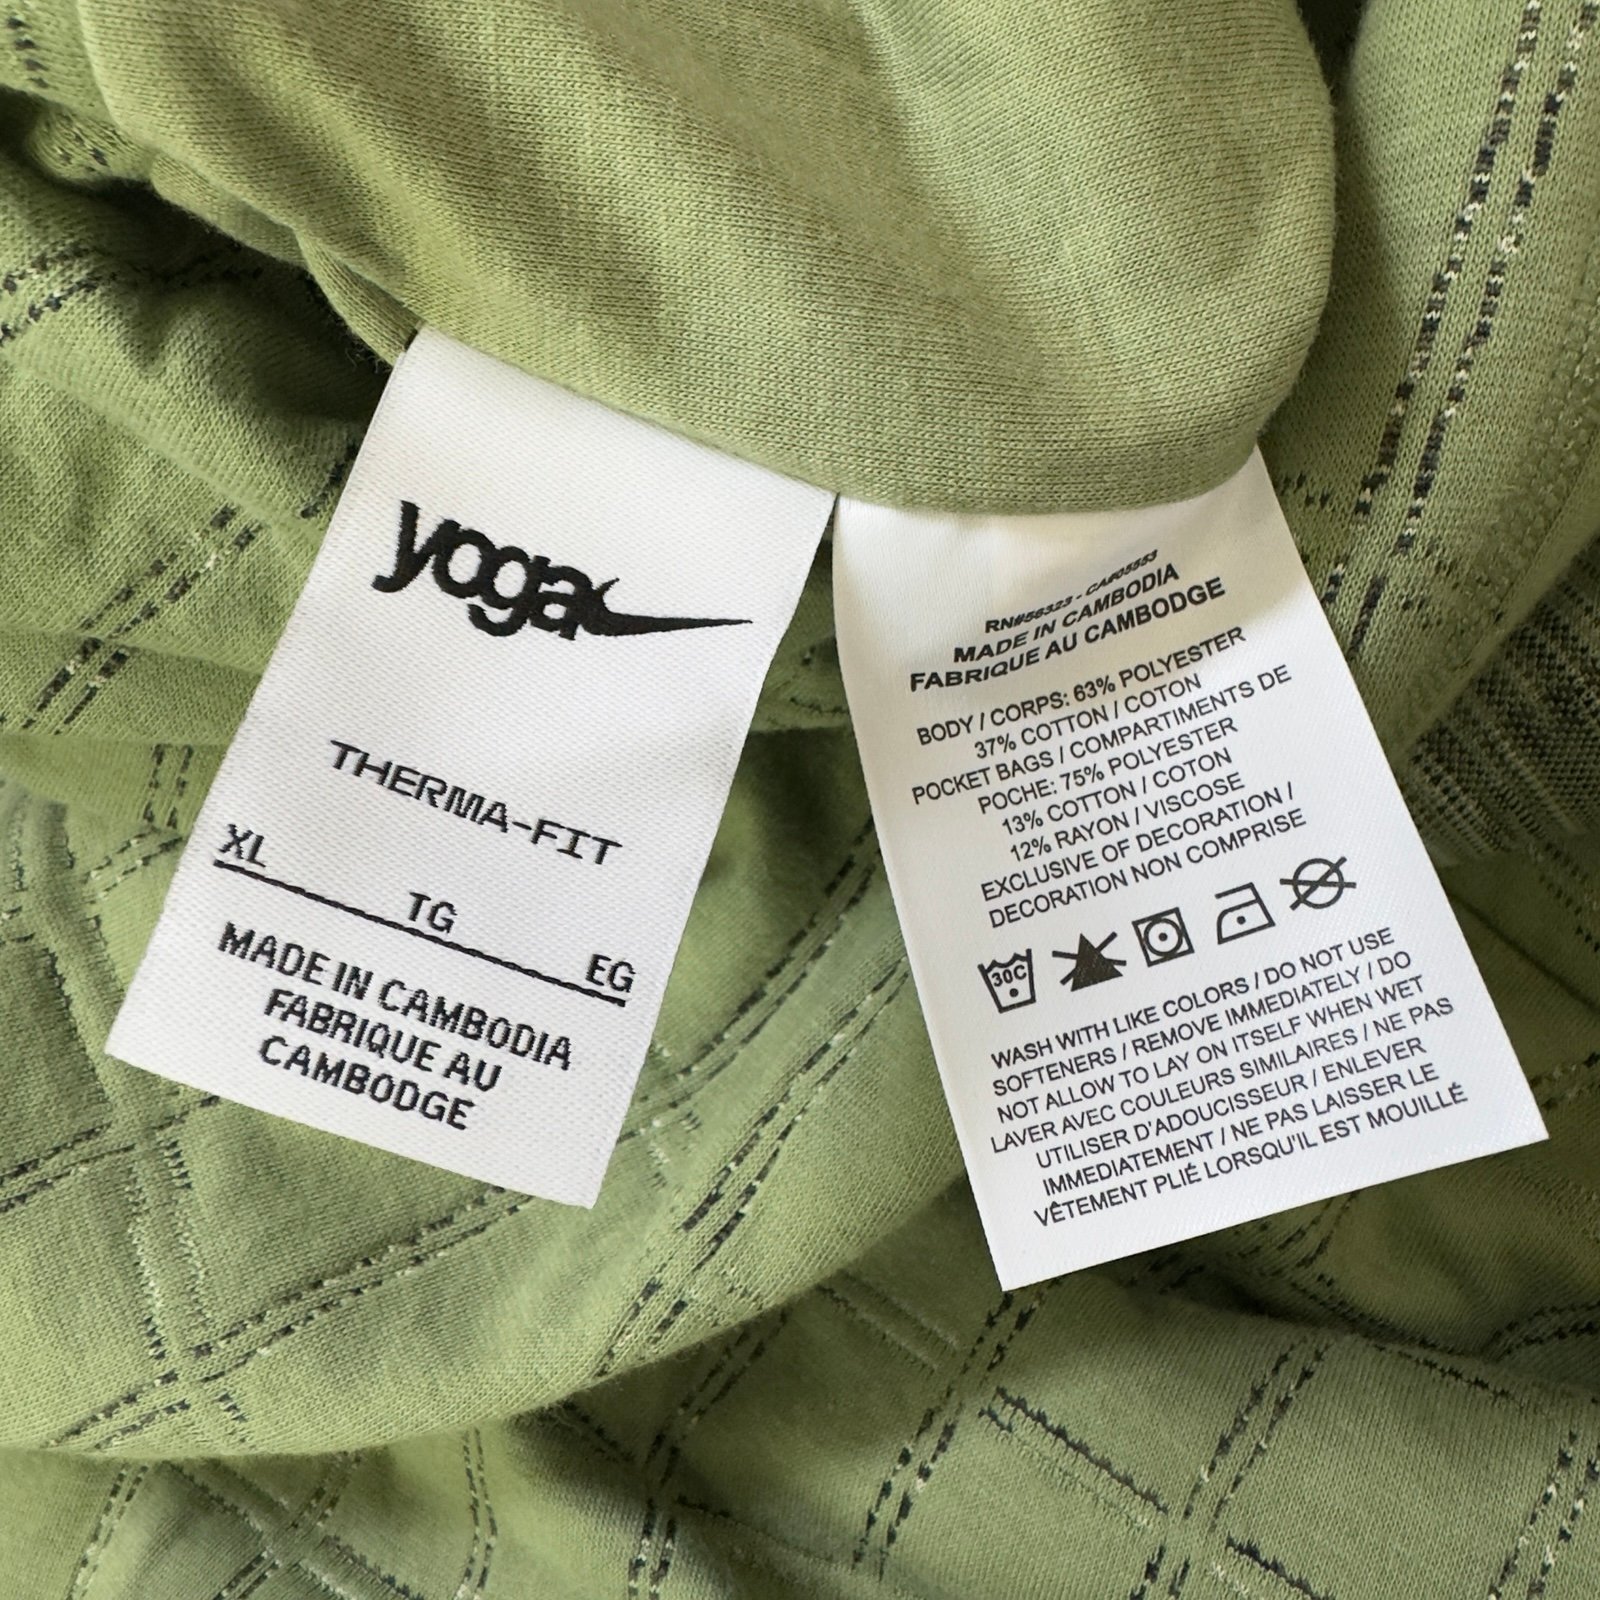 yoga
THERMA-FIT
XL
TG
EG
MADE IN CAMBODIA
FABRIQUE AU
CAMBODGE
RN#56323 - CA#05553
MADE IN CAMBODIA
FABRIQUE AU CAMBODGE
BODY / CORPS: 63% POLYESTER
37% COTTON / COTON
POCKET BAGS / COMPARTIMENTS DE
POCHE: 75% POLYESTER
13% COTTON / COTON
12% RAYON / VISCOSE
EXCLUSIVE OF DECORATION /
DECORATION NON COMPRISE
30C
WASH WITH LIKE COLORS / DO NOT USE
SOFTENERS / REMOVE IMMEDIATELY / DO
NOT ALLOW TO LAY ON ITSELF WHEN WET
LAVER AVEC COULEURS SIMILAIRES / NE PAS
UTILISER D'ADOUCISSEUR / ENLEVER
IMMEDIATEMENT / NE PAS LAISSER LE
VÊTEMENT PLIÉ LORSQU'IL EST MOUILLÉ